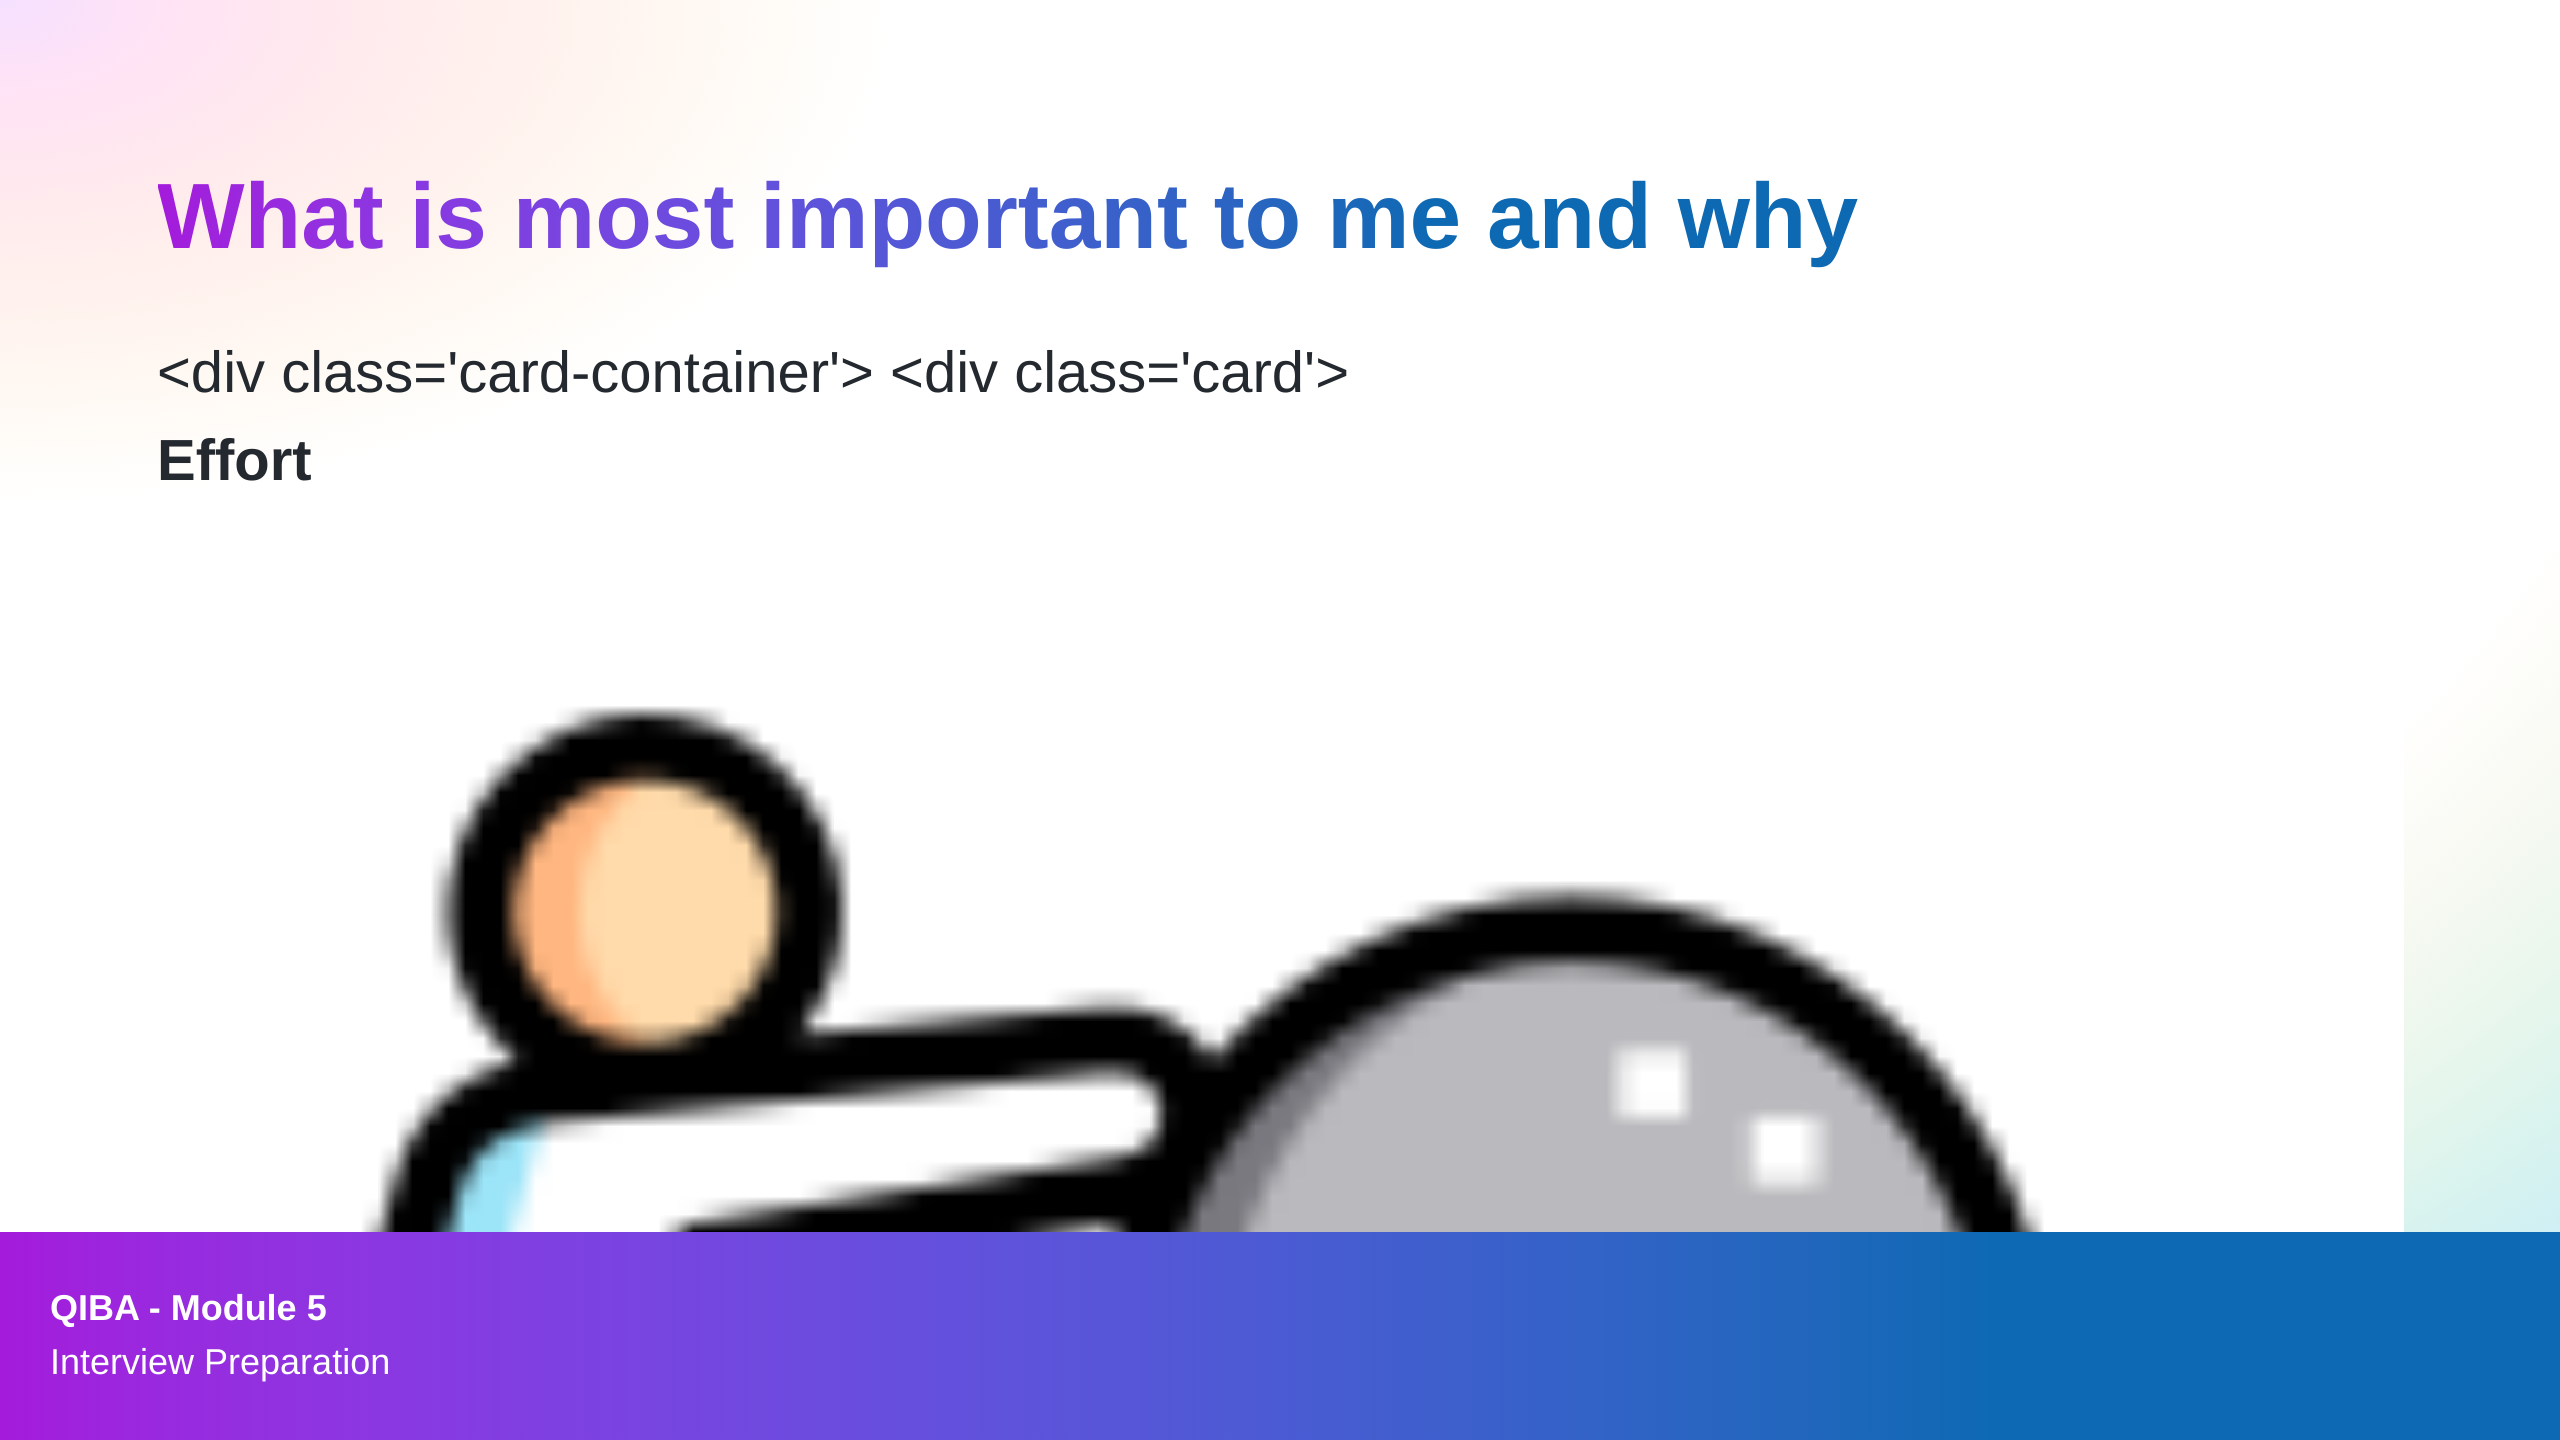 What is most important to me and why
<div class='card-container'> <div class='card'>
Effort
QIBA - Module 5
Interview Preparation